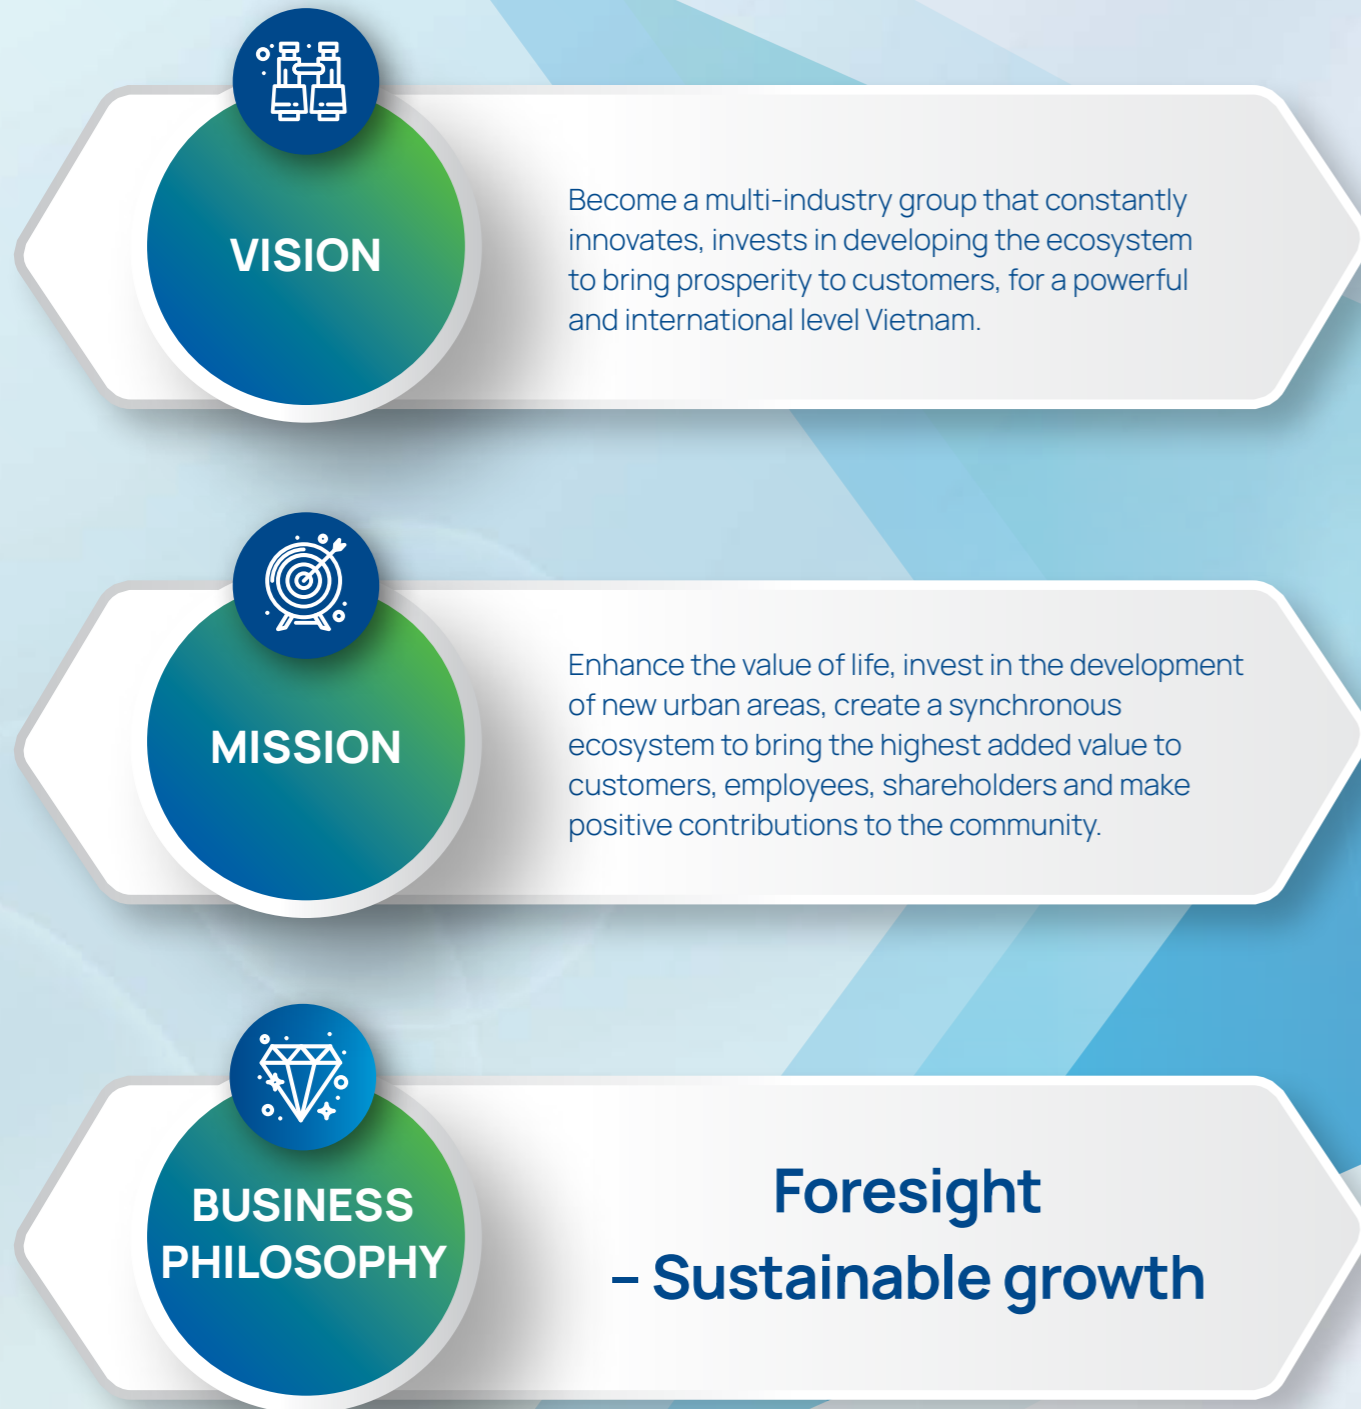 VISION
Become a multi-industry group that constantly
innovates, invests in developing the ecosystem
to bring prosperity to customers, for a powerful
and international level Vietnam.
MISSION
Enhance the value of life, invest in the development
of new urban areas, create a synchronous
ecosystem to bring the highest added value to
customers, employees, shareholders and make
positive contributions to the community.
BUSINESS
PHILOSOPHY
Foresight
– Sustainable growth